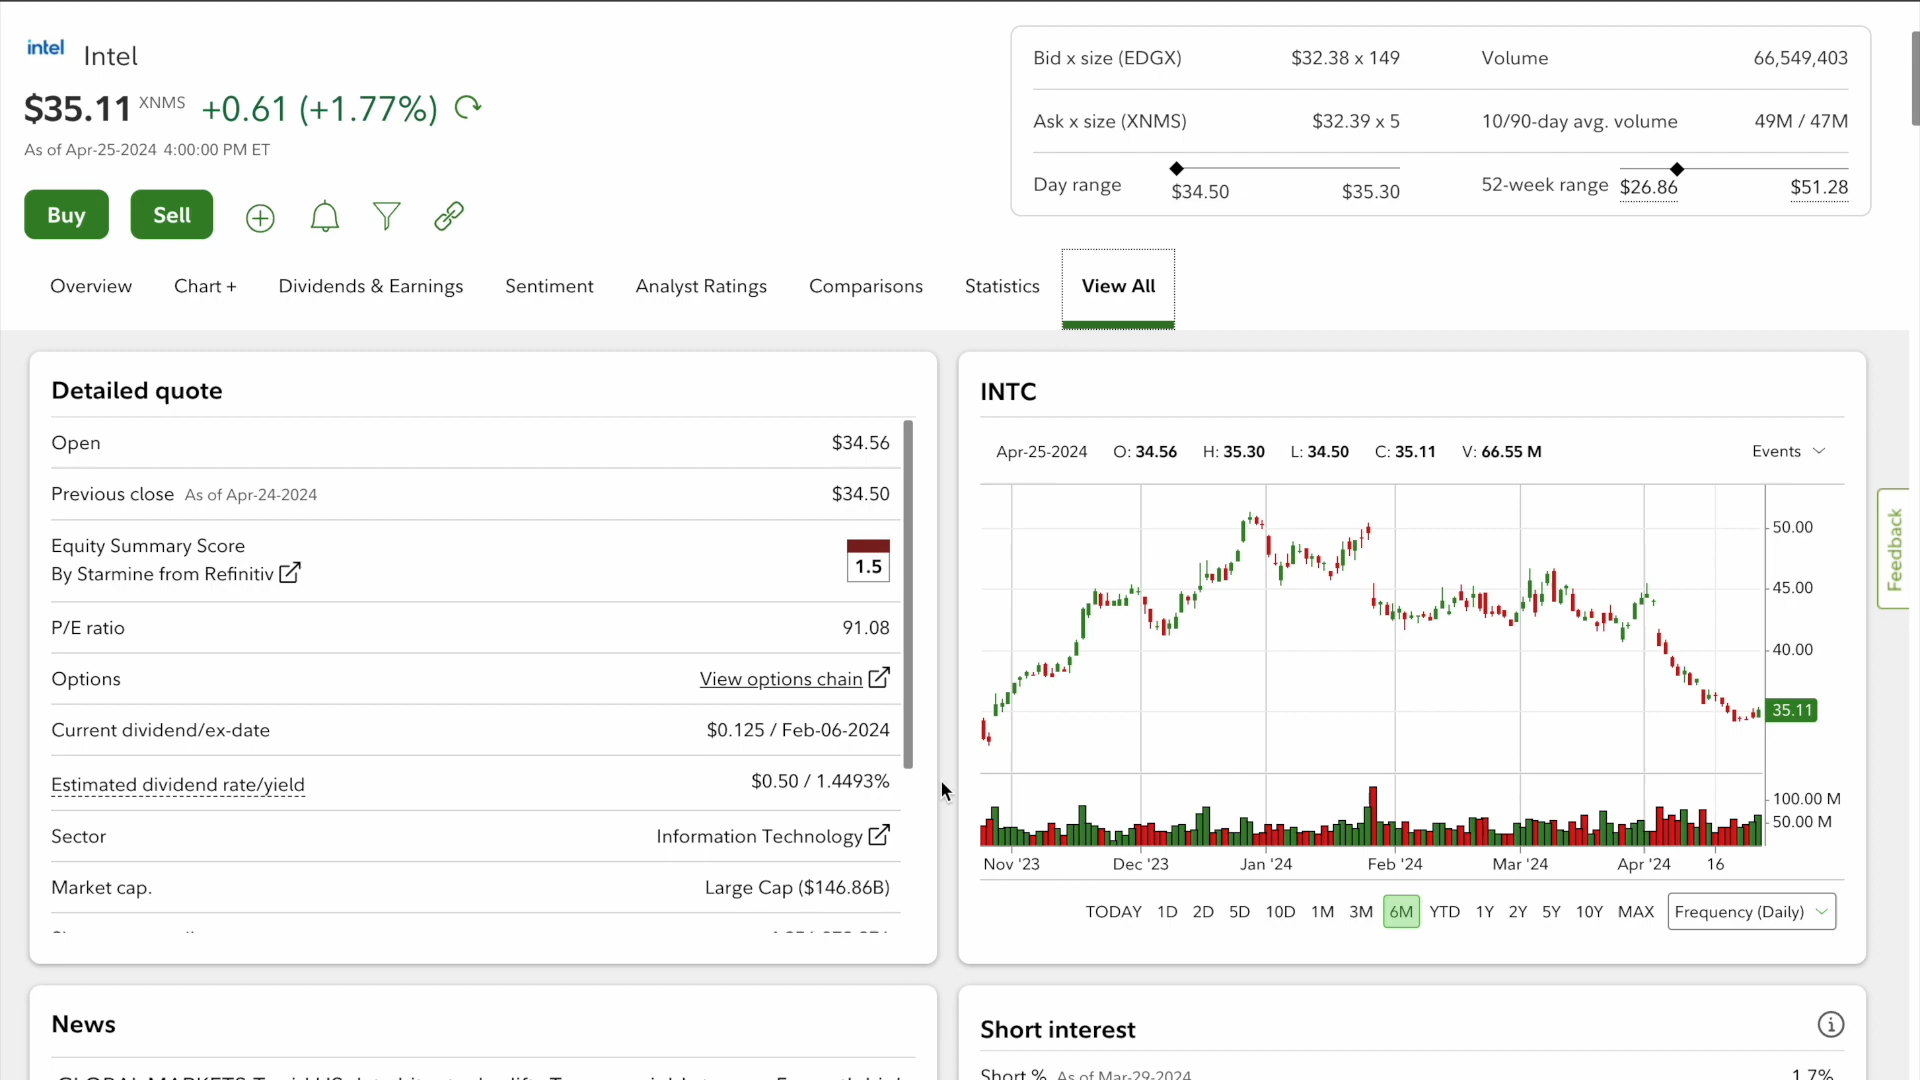 intel Intel
$35.11 XNMS +0.61 (+1.77%)
As of Apr-25-2024 4:00:00 PM ET
Buy Sell
Bid x size (EDGX) $32.38 x 149 Volume 66,549,403
Ask x size (XNMS) $32.39 x 5 10/90-day avg. volume 49M / 47M
Day range $34.50 $35.30 52-week range $26.86 $51.28
Overview Chart + Dividends & Earnings Sentiment Analyst Ratings Comparisons Statistics View All
Detailed quote
Open $34.56
Previous close As of Apr-24-2024 $34.50
Equity Summary Score
By Starmine from Refinitiv 1.5
P/E ratio 91.08
Options View options chain
Current dividend/ex-date $0.125 / Feb-06-2024
Estimated dividend rate/yield $0.50 / 1.4493%
Sector Information Technology
Market cap. Large Cap ($146.86B)
INTC
Apr-25-2024 O: 34.56 H: 35.30 L: 34.50 C: 35.11 V: 66.55 M Events
50.00
45.00
40.00
35.11
100.00 M
50.00 M
Nov '23 Dec '23 Jan '24 Feb '24 Mar '24 Apr '24 16
TODAY 1D 2D 5D 10D 1M 3M 6M YTD 1Y 2Y 5Y 10Y MAX Frequency (Daily)
Feedback
News
Short interest
Short % As of Mar-29-2024 1.7%